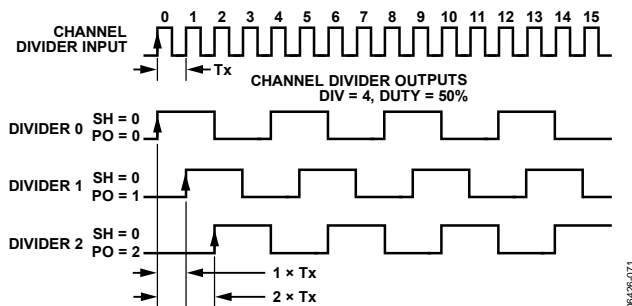 0 1 2 3 4 5 6 7 8 9 10 11 12 13 14 15
CHANNEL
DIVIDER INPUT
Tx
CHANNEL DIVIDER OUTPUTS
DIV = 4, DUTY = 50%
DIVIDER 0
SH = 0
PO = 0
DIVIDER 1
SH = 0
PO = 1
DIVIDER 2
SH = 0
PO = 2
1 × Tx
2 × Tx
06426-071